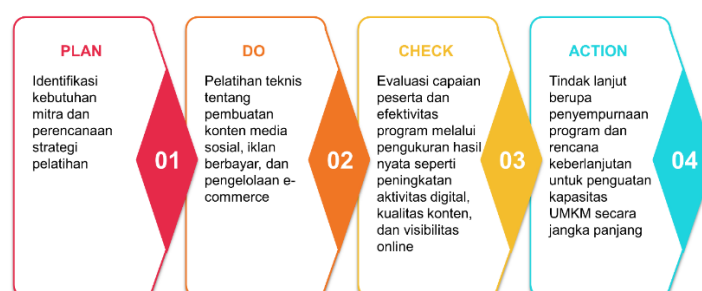 PLAN
Identifikasi
kebutuhan
mitra dan
perencanaan
strategi
pelatihan
01
DO
Pelatihan teknis
tentang
pembuatan
konten media
sosial, iklan
berbayar, dan
pengelolaan e-
commerce
02
CHECK
Evaluasi capaian
peserta dan
efektivitas
program melalui
pengukuran hasil
nyata seperti
peningkatan
aktivitas digital,
kualitas konten,
dan visibilitas
online
03
ACTION
Tindak lanjut
berupa
penyempurnaan
program dan
rencana
keberlanjutan
untuk penguatan
kapasitas
UMKM secara
jangka panjang
04